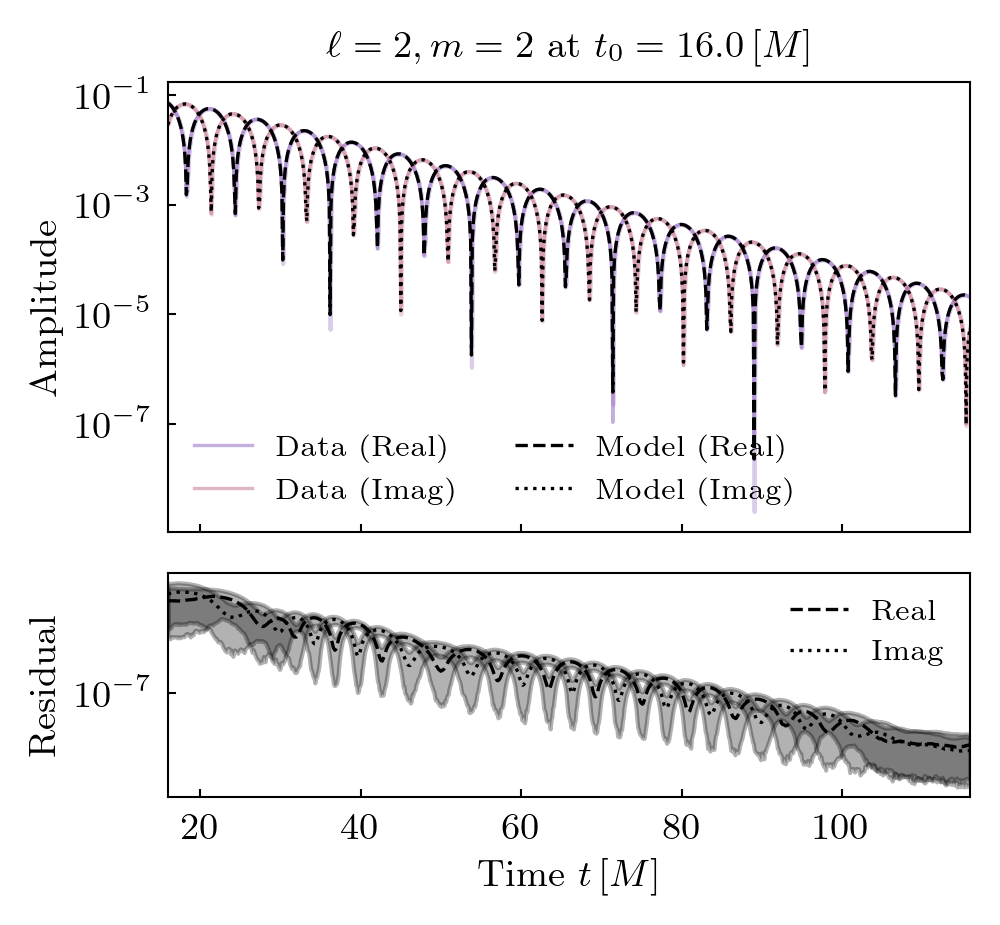 ℓ = 2, m = 2 at t₀ = 16.0 [M]
Amplitude
10⁻¹
10⁻³
10⁻⁵
10⁻⁷
Data (Real)
Data (Imag)
Model (Real)
Model (Imag)
Residual
10⁻⁷
Real
Imag
20 40 60 80 100
Time t [M]